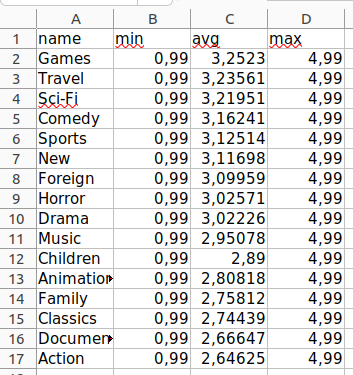 A B C D
1 name min avg max
2 Games 0,99 3,2523 4,99
3 Travel 0,99 3,23561 4,99
4 Sci-Fi 0,99 3,21951 4,99
5 Comedy 0,99 3,16241 4,99
6 Sports 0,99 3,12514 4,99
7 New 0,99 3,11698 4,99
8 Foreign 0,99 3,09959 4,99
9 Horror 0,99 3,02571 4,99
10 Drama 0,99 3,02226 4,99
11 Music 0,99 2,95078 4,99
12 Children 0,99 2,89 4,99
13 Animation 0,99 2,80818 4,99
14 Family 0,99 2,75812 4,99
15 Classics 0,99 2,74439 4,99
16 Documen 0,99 2,66647 4,99
17 Action 0,99 2,64625 4,99